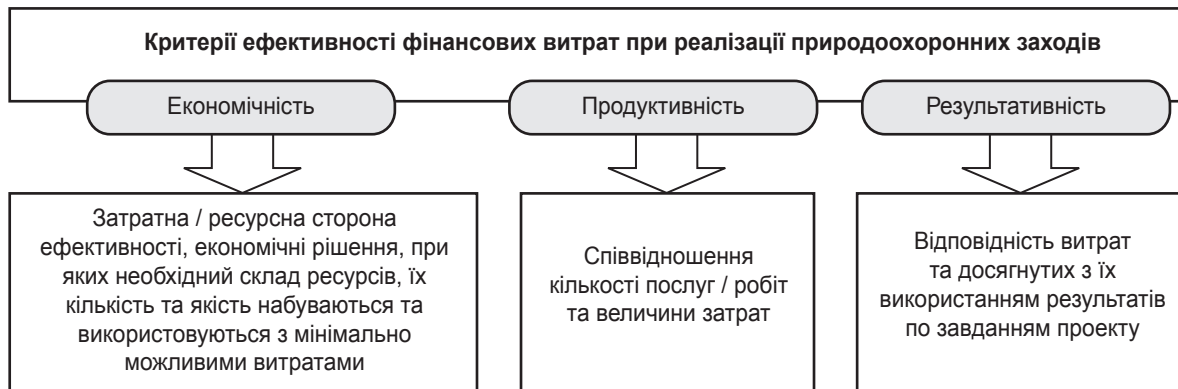 Критерії ефективності фінансових витрат при реалізації природоохоронних заходів
Економічність
Продуктивність
Результативність
Затратна / ресурсна сторона
ефективності, економічні рішення, при
яких необхідний склад ресурсів, їх
кількість та якість набуваються та
використовуються з мінімально
можливими витратами
Співвідношення
кількості послуг / робіт
та величини затрат
Відповідність витрат
та досягнутих з їх
використанням результатів
по завданням проекту